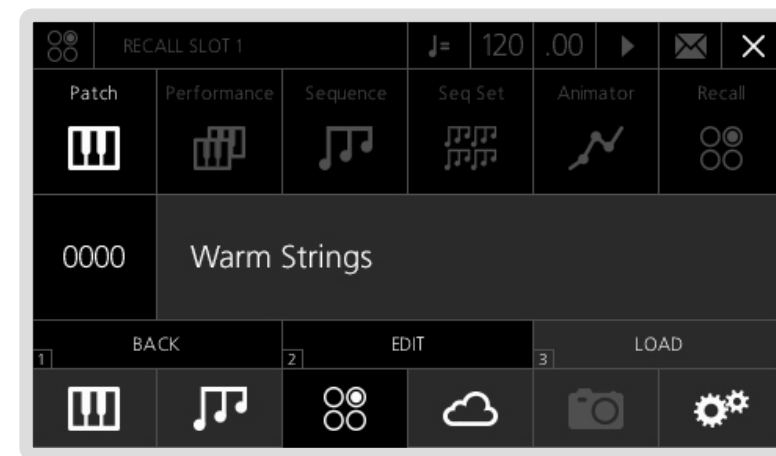 RECALL SLOT 1 ♩= 120 .00
Patch Performance Sequence Seq Set Animator Recall
0000 Warm Strings
1 BACK 2 EDIT 3 LOAD